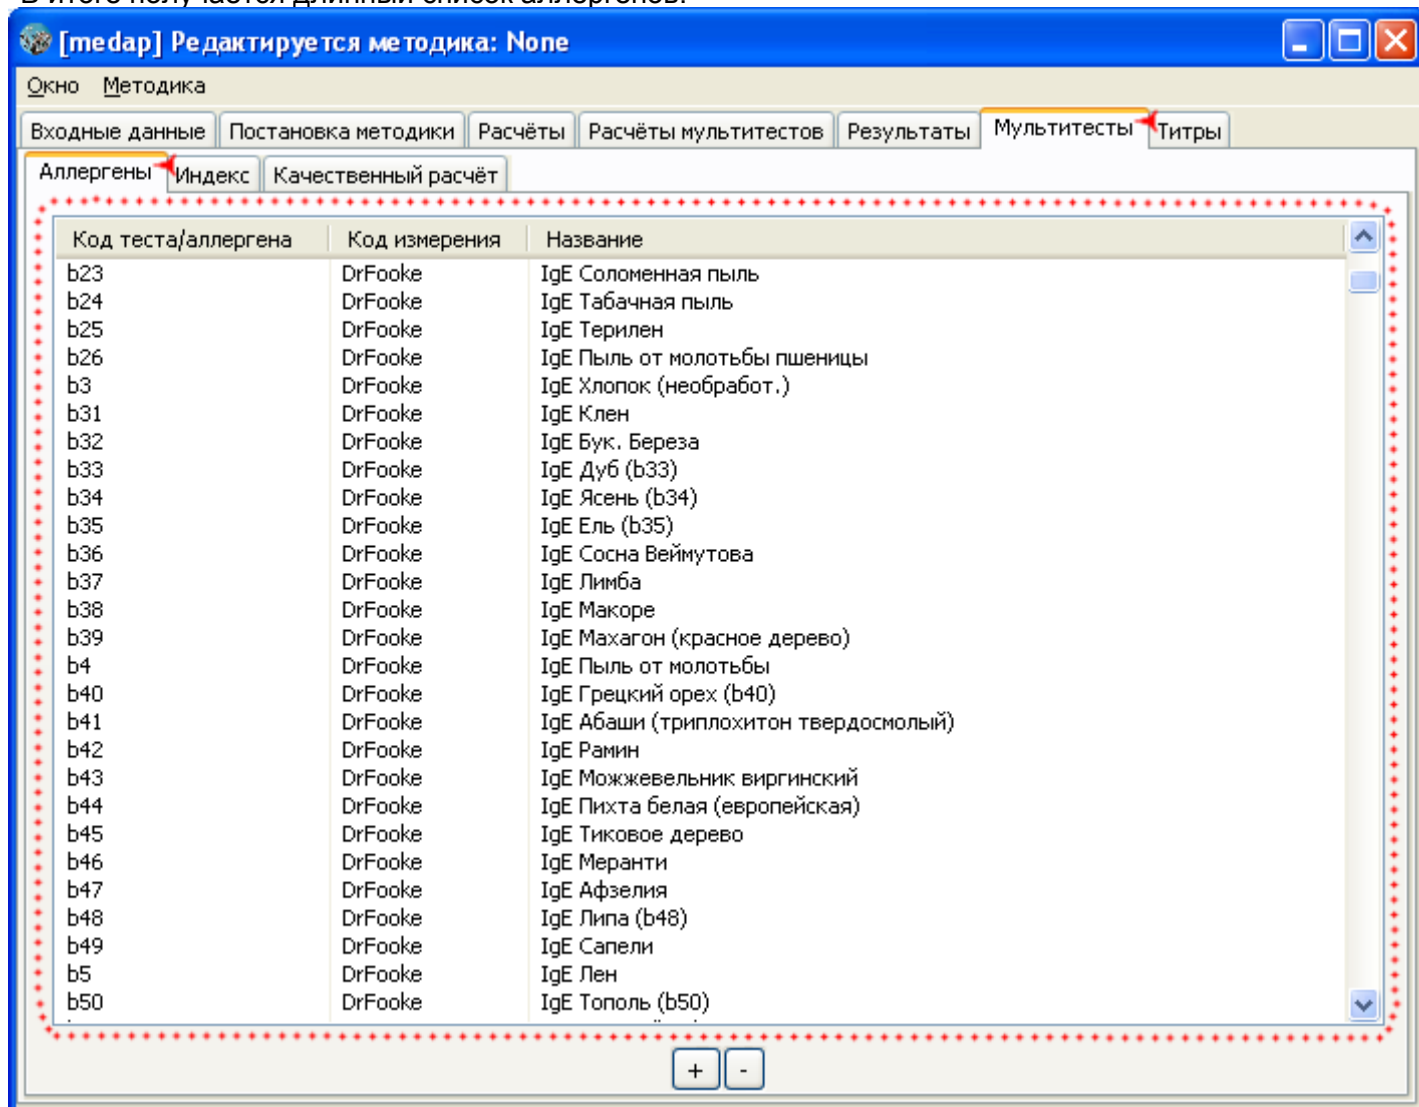 В итоге получается длинный список аллергенов.
[medap] Редактируется методика: None
Окно Методика
Входные данные Постановка методики Расчёты Расчёты мультитестов Результаты Мультитесты Титры
Аллергены Индекс Качественный расчёт
Код теста/аллергена Код измерения Название
b23 DrFooke IgE Соломенная пыль
b24 DrFooke IgE Табачная пыль
b25 DrFooke IgE Терилен
b26 DrFooke IgE Пыль от молотьбы пшеницы
b3 DrFooke IgE Хлопок (необработ.)
b31 DrFooke IgE Клен
b32 DrFooke IgE Бук. Береза
b33 DrFooke IgE Дуб (b33)
b34 DrFooke IgE Ясень (b34)
b35 DrFooke IgE Ель (b35)
b36 DrFooke IgE Сосна Веймутова
b37 DrFooke IgE Лимба
b38 DrFooke IgE Макоре
b39 DrFooke IgE Махагон (красное дерево)
b4 DrFooke IgE Пыль от молотьбы
b40 DrFooke IgE Грецкий орех (b40)
b41 DrFooke IgE Абаши (триплохитон твердосмолый)
b42 DrFooke IgE Рамин
b43 DrFooke IgE Можжевельник виргинский
b44 DrFooke IgE Пихта белая (европейская)
b45 DrFooke IgE Тиковое дерево
b46 DrFooke IgE Меранти
b47 DrFooke IgE Афзелия
b48 DrFooke IgE Липа (b48)
b49 DrFooke IgE Сапели
b5 DrFooke IgE Лен
b50 DrFooke IgE Тополь (b50)
+ -